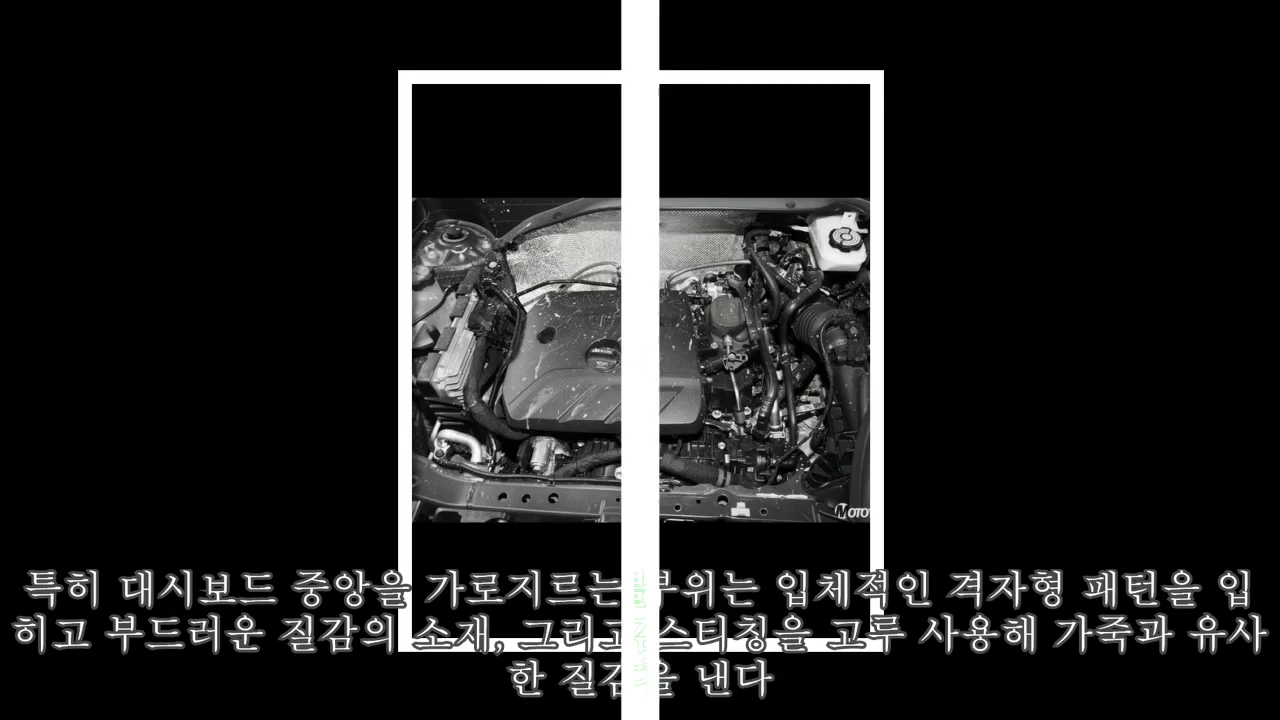 특히 대시보드 중앙을 가로지르는 부위는 입체적인 격자형 패턴을 입
히고 부드러운 질감의 소재, 그리고 스티칭을 고루 사용해 가죽과 유사
한 질감을 낸다